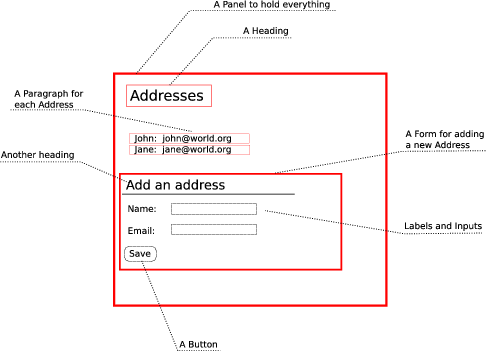 A Panel to hold everything
A Heading
A Paragraph for
each Address
Addresses
John: john@world.org
Jane: jane@world.org
A Form for adding
a new Address
Another heading
Add an address
Name:
Labels and Inputs
Email:
Save
A Button